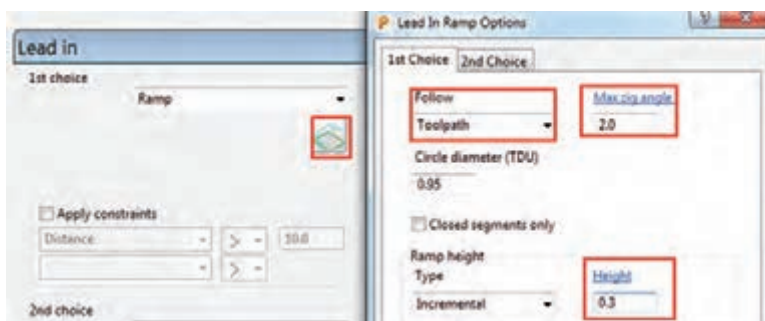 Lead in
1st choice
Ramp
Apply constraints
Distance > 10.0
>
2nd choice
Lead In Ramp Options
1st Choice 2nd Choice
Follow Max zig angle
Toolpath 2.0
Circle diameter (TDU)
0.95
Closed segments only
Ramp height
Type Height
Incremental 0.3